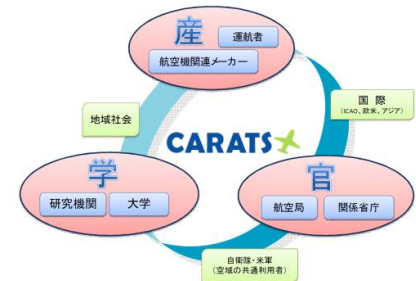 産
運航者
航空機関連メーカー
国 際
(ICAO、欧米、アジア)
地域社会
CARATS
学
研究機関
大学
官
航空局
関係省庁
自衛隊・米軍
(空域の共通利用者)